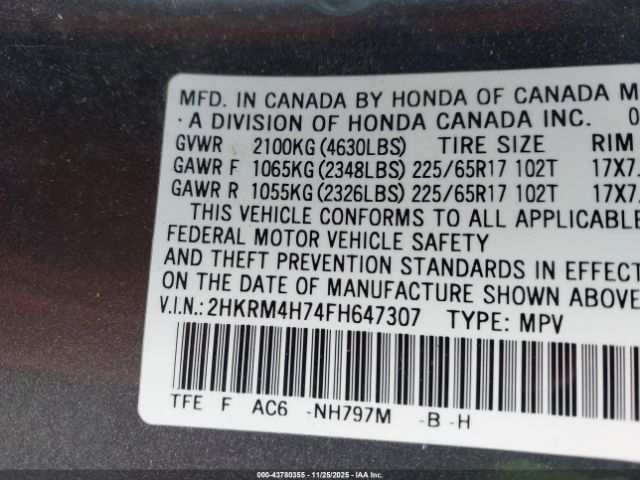 MFD. IN CANADA BY HONDA OF CANADA M
· A DIVISION OF HONDA CANADA INC. 0
GVWR 2100KG (4630LBS) TIRE SIZE RIM
GAWR F 1065KG (2348LBS) 225/65R17 102T 17X7.
GAWR R 1055KG (2326LBS) 225/65R17 102T 17X7.
THIS VEHICLE CONFORMS TO ALL APPLICABLE
FEDERAL MOTOR VEHICLE SAFETY
AND THEFT PREVENTION STANDARDS IN EFFECT
ON THE DATE OF MANUFACTURE SHOWN ABOVE
V.I.N.: 2HKRM4H74FH647307 TYPE: MPV
TFE F AC6 -NH797M -B -H
000-43780355 - 11/25/2025 - IAA Inc.